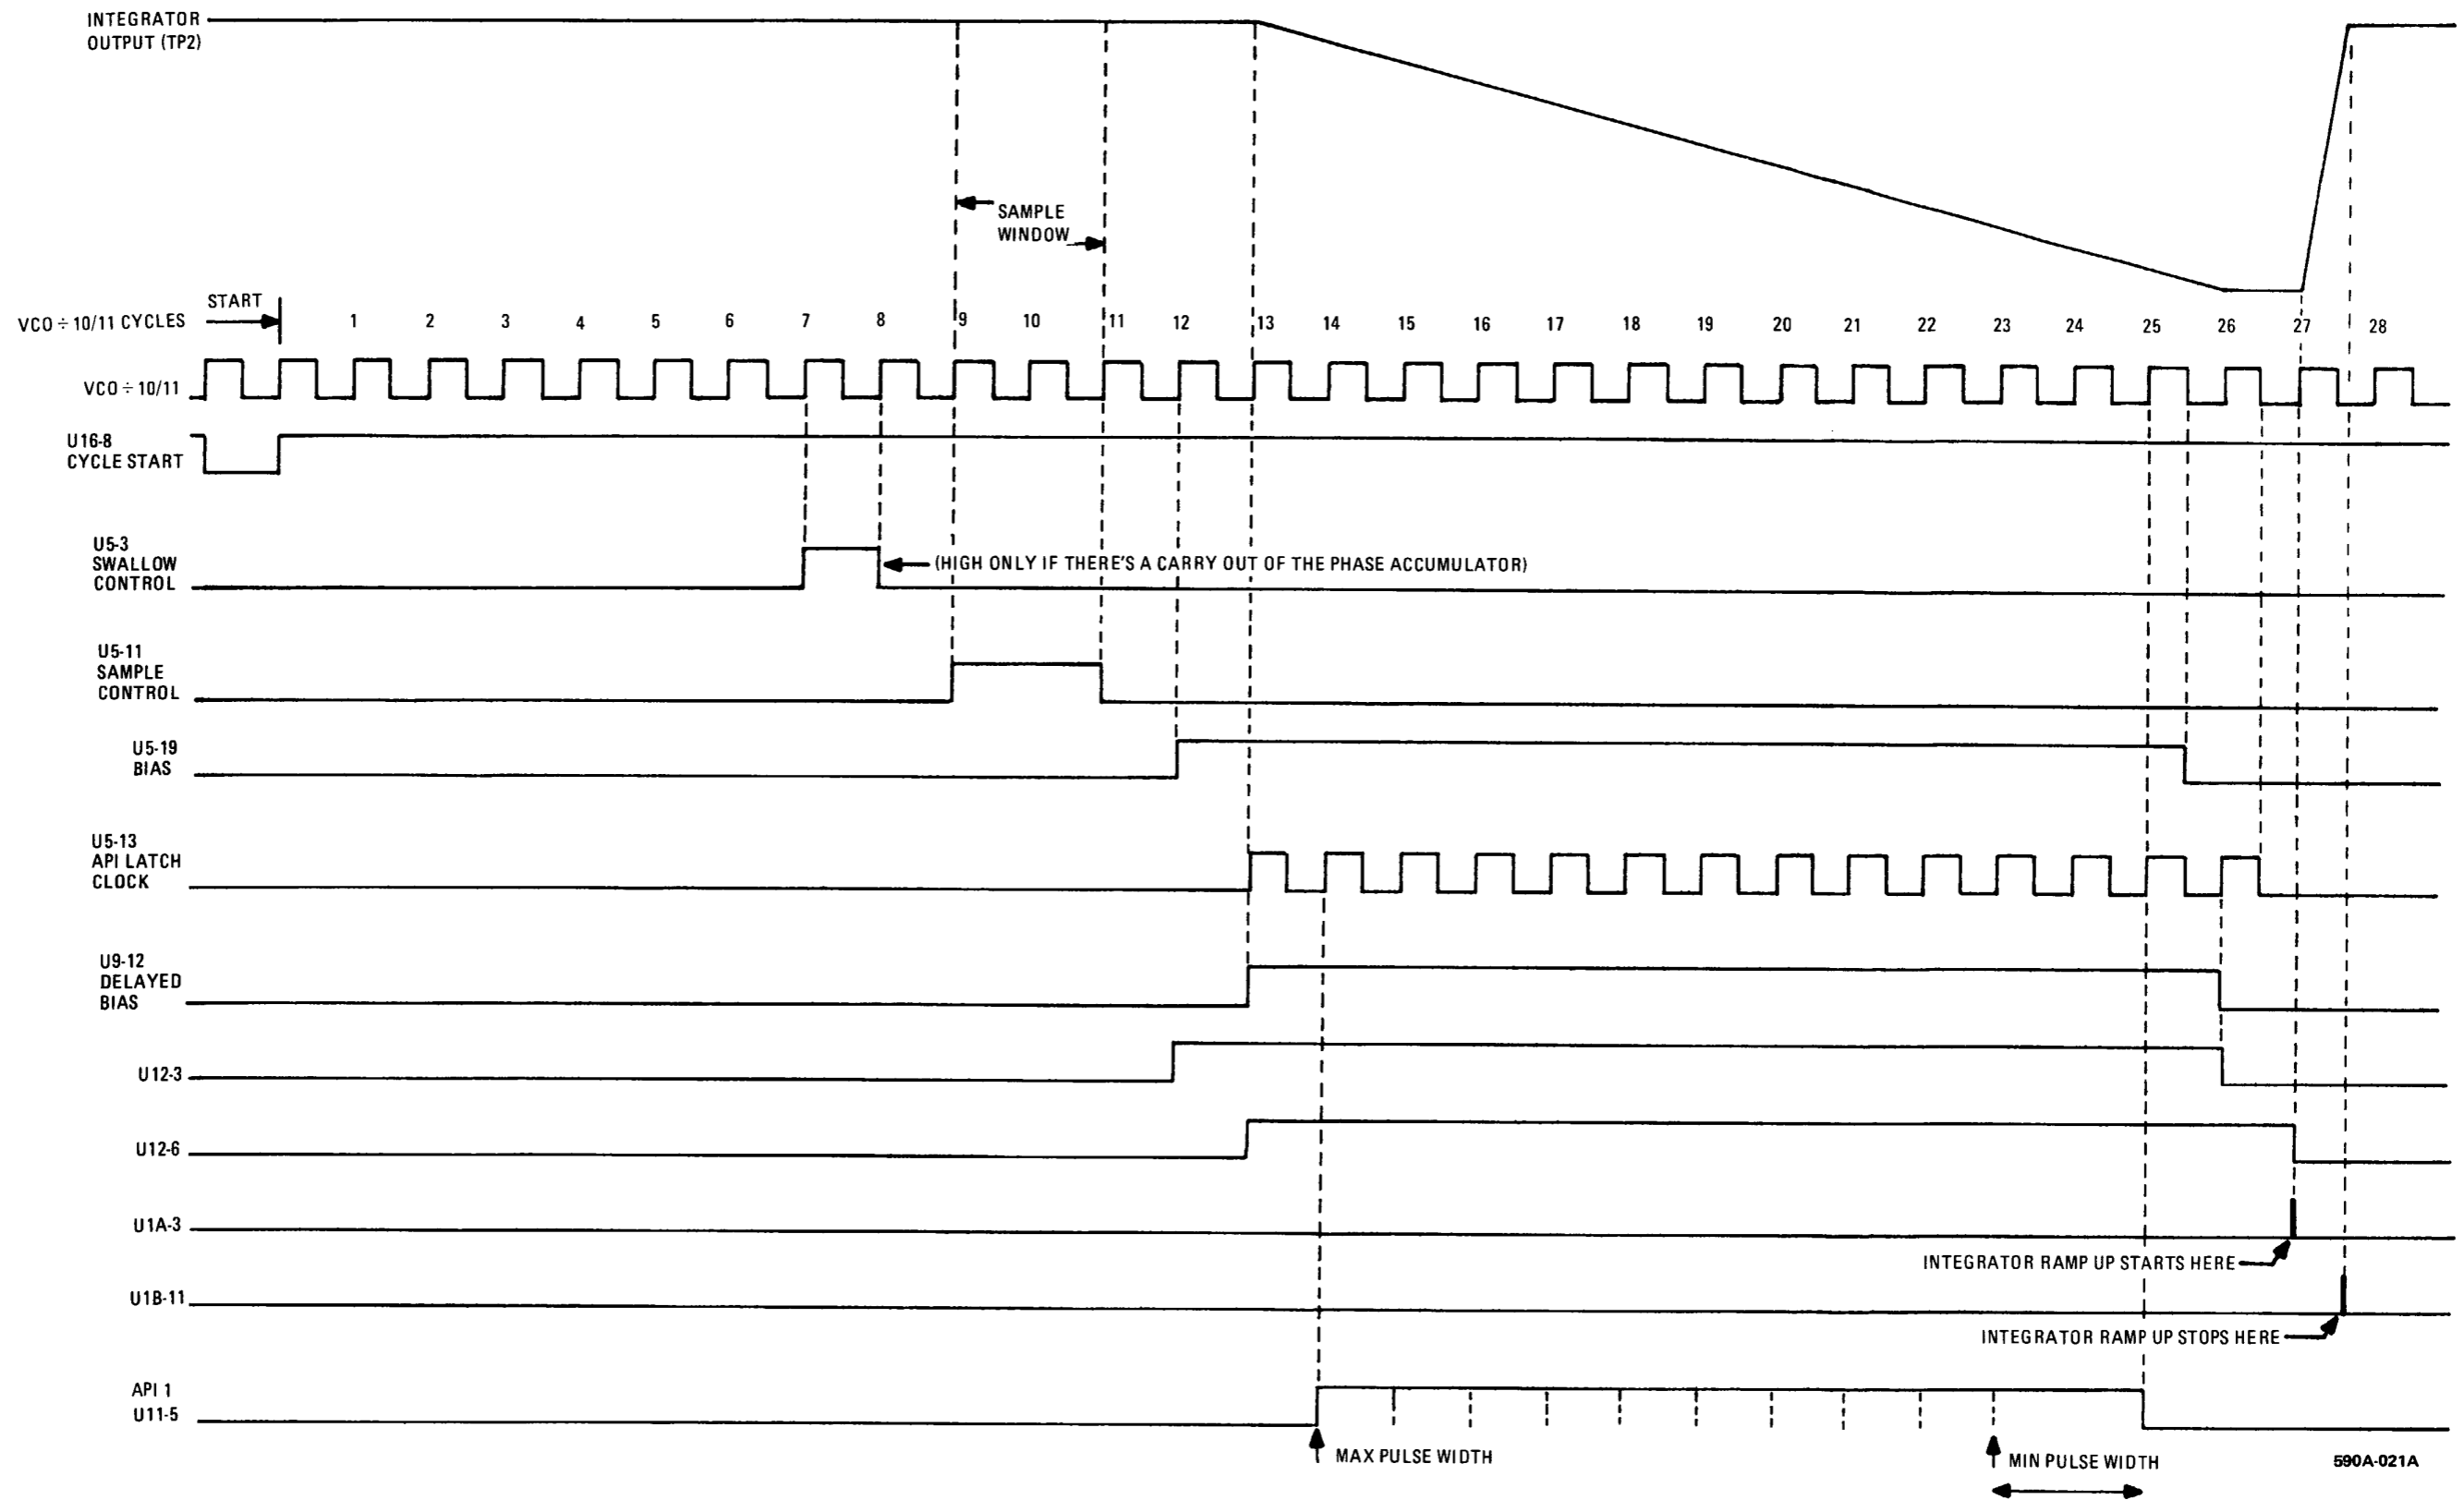 INTEGRATOR
OUTPUT (TP2)
SAMPLE
WINDOW
START
VCO ÷ 10/11 CYCLES
1 2 3 4 5 6 7 8 9 10 11 12 13 14 15 16 17 18 19 20 21 22 23 24 25 26 27 28
VCO ÷ 10/11
U16-8
CYCLE START
U5-3
SWALLOW
CONTROL
(HIGH ONLY IF THERE'S A CARRY OUT OF THE PHASE ACCUMULATOR)
U5-11
SAMPLE
CONTROL
U5-19
BIAS
U5-13
API LATCH
CLOCK
U9-12
DELAYED
BIAS
U12-3
U12-6
U1A-3
INTEGRATOR RAMP UP STARTS HERE
U1B-11
INTEGRATOR RAMP UP STOPS HERE
API 1
U11-5
MAX PULSE WIDTH
MIN PULSE WIDTH
590A-021A